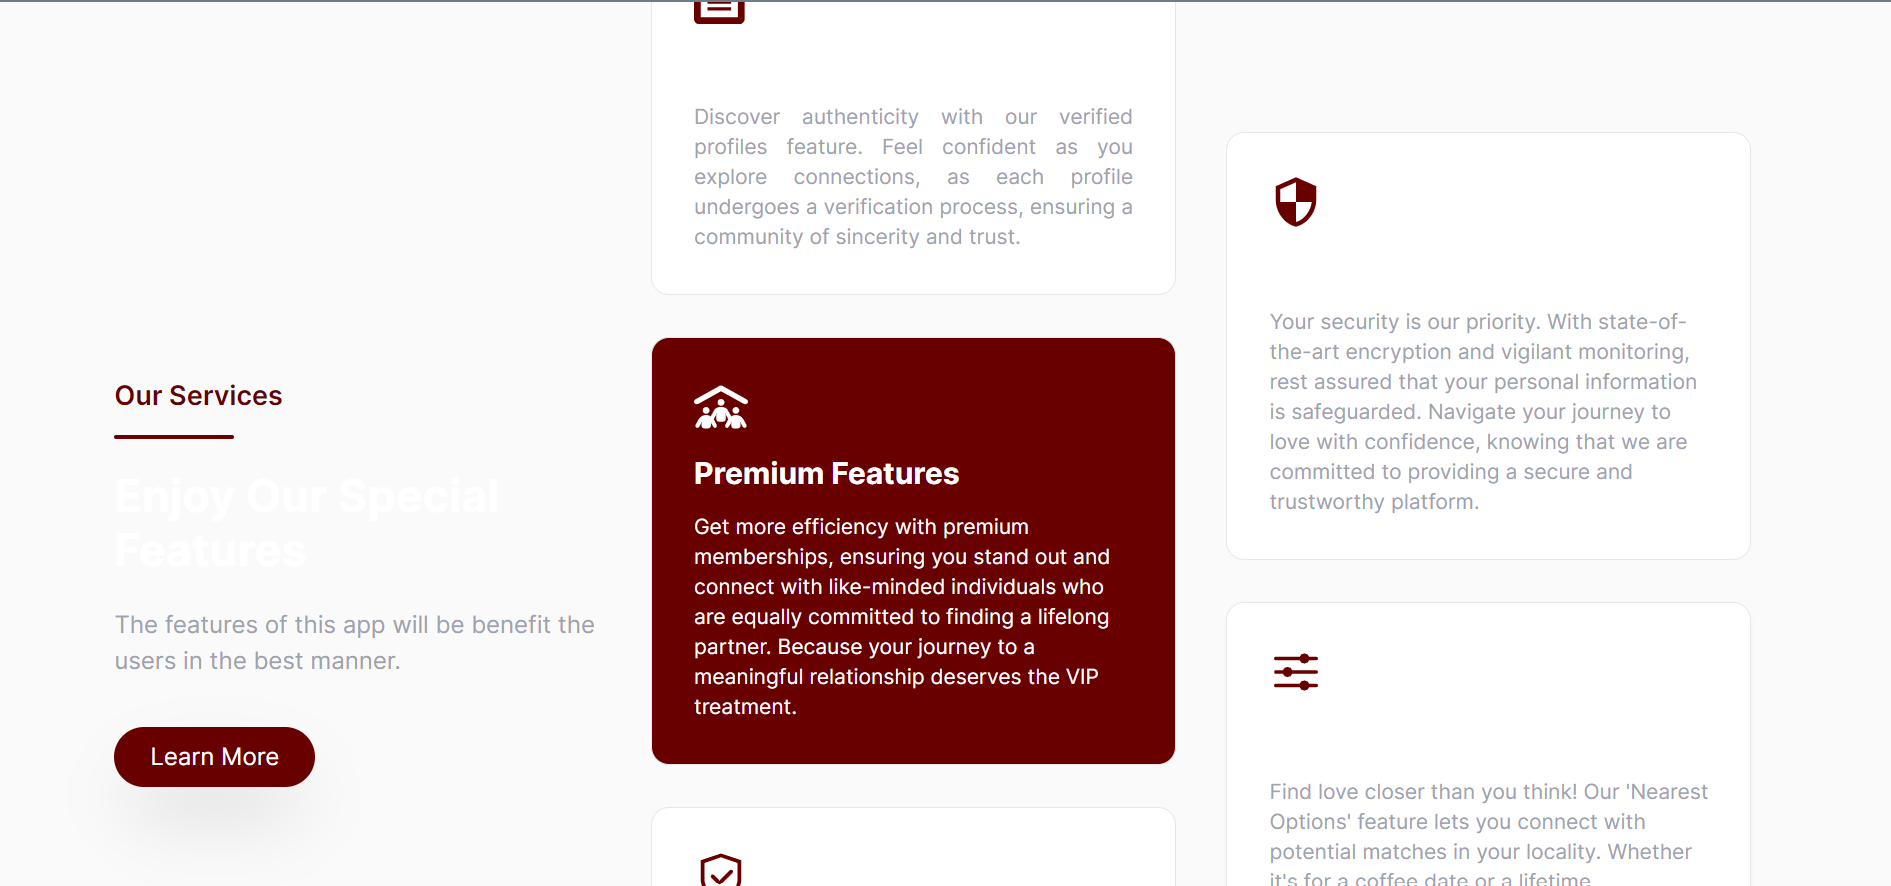 Our Services
Enjoy Our Special
Features
The features of this app will be benefit the
users in the best manner.
Learn More
Discover authenticity with our verified
profiles feature. Feel confident as you
explore connections, as each profile
undergoes a verification process, ensuring a
community of sincerity and trust.
Premium Features
Get more efficiency with premium
memberships, ensuring you stand out and
connect with like-minded individuals who
are equally committed to finding a lifelong
partner. Because your journey to a
meaningful relationship deserves the VIP
treatment.
Your security is our priority. With state-of-
the-art encryption and vigilant monitoring,
rest assured that your personal information
is safeguarded. Navigate your journey to
love with confidence, knowing that we are
committed to providing a secure and
trustworthy platform.
Find love closer than you think! Our 'Nearest
Options' feature lets you connect with
potential matches in your locality. Whether
it's for a coffee date or a lifetime